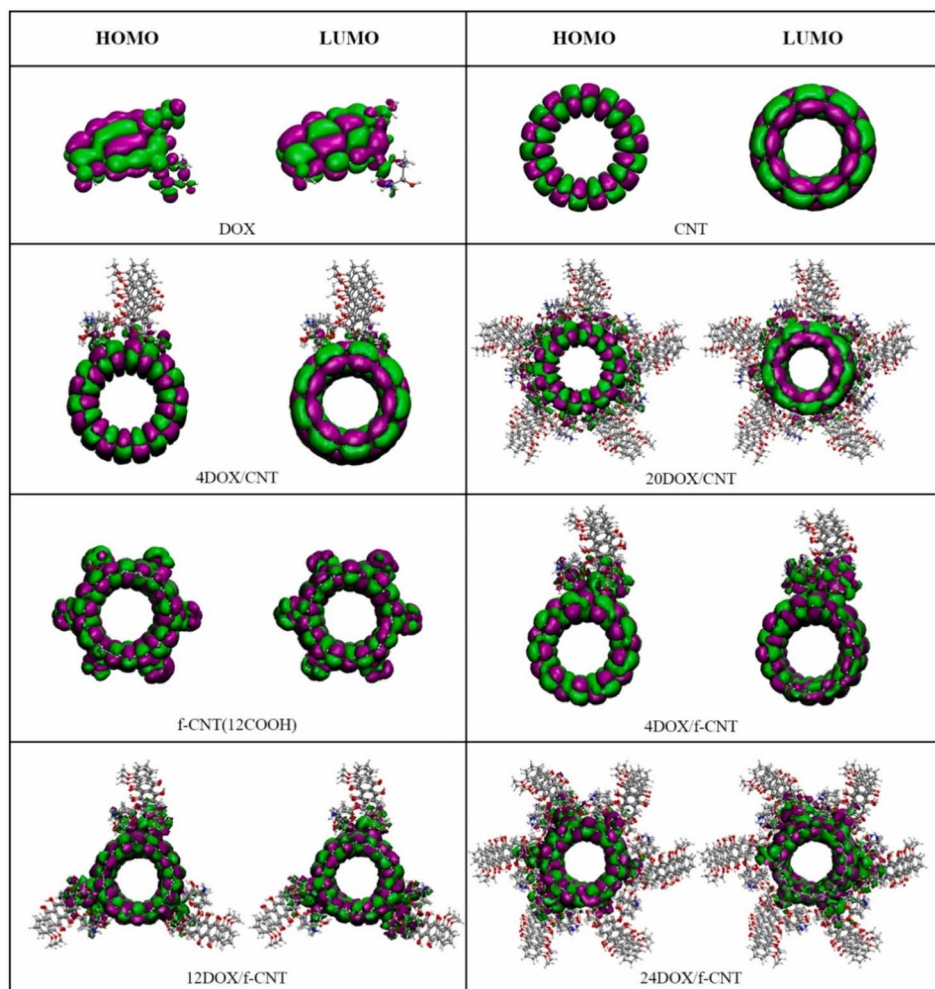 HOMO LUMO HOMO LUMO
DOX CNT
4DOX/CNT 20DOX/CNT
f-CNT(12COOH) 4DOX/f-CNT
12DOX/f-CNT 24DOX/f-CNT